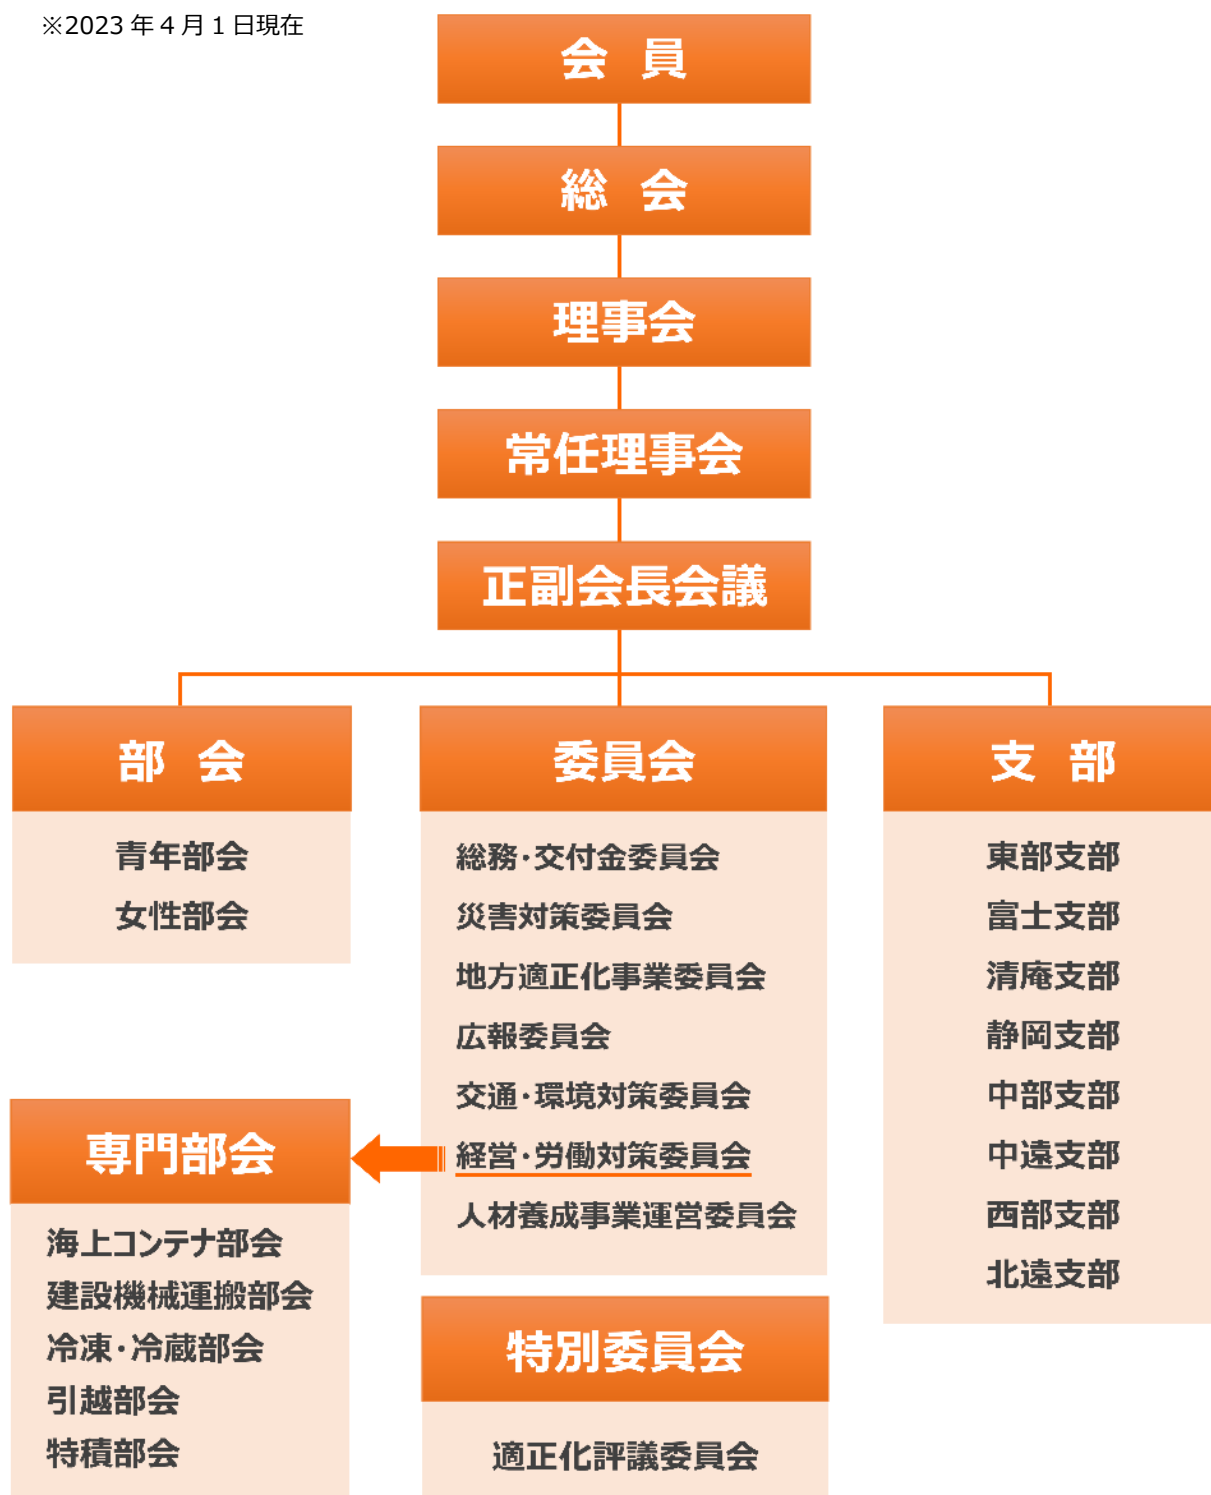 ※2023年4月1日現在
会 員
総 会
理事会
常任理事会
正副会長会議
部 会
青年部会
女性部会
委員会
総務・交付金委員会
災害対策委員会
地方適正化事業委員会
広報委員会
交通・環境対策委員会
経営・労働対策委員会
人材養成事業運営委員会
支 部
東部支部
富士支部
清庵支部
静岡支部
中部支部
中遠支部
西部支部
北遠支部
専門部会
海上コンテナ部会
建設機械運搬部会
冷凍・冷蔵部会
引越部会
特積部会
特別委員会
適正化評議委員会